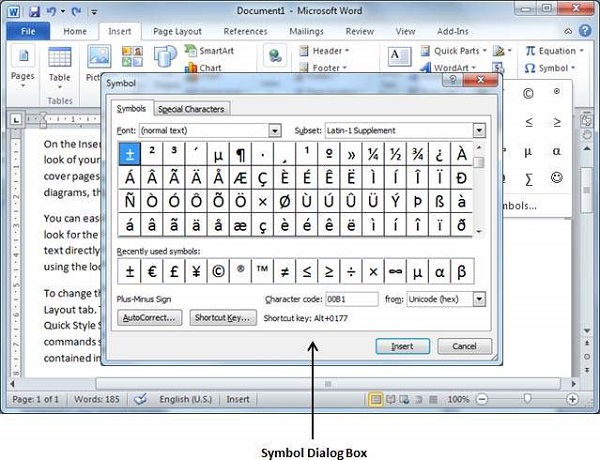 Document1 - Microsoft Word
File Home Insert Page Layout References Mailings Review View Add-Ins
Pages
Table
SmartArt
Chart
Header
Footer
Quick Parts
WordArt
Equation
Symbol
Tables
© ®
≤ ≥
Symbol
Symbols Special Characters
Font: (normal text) Subset: Latin-1 Supplement
± ² ³ ´ µ ¶ · ¸ ¹ º » ¼ ½ ¾ ¿ À
Á Â Ã Ä Å Æ Ç È É Ê Ë Ì Í Î Ï Ð
Ñ Ò Ó Ô Õ Ö × Ø Ù Ú Û Ü Ý Þ ß à
á â ã ä å æ ç è é ê ë ì í î ï ð
Recently used symbols:
± € £ ¥ © ® ™ ≠ ≤ ≥ ÷ × ∞ µ α β
Plus-Minus Sign Character code: 00B1 from: Unicode (hex)
AutoCorrect... Shortcut Key... Shortcut key: Alt+0177
Insert Cancel
∑ ☺
On the Inser
look of your
cover pages
diagrams, th
You can eas
look for the
text directly
using the loc
To change th
Layout tab. T
Quick Style S
commands s
contained in
Page: 1 of 1 Words: 185 English (U.S.) Insert 100%
Symbol Dialog Box